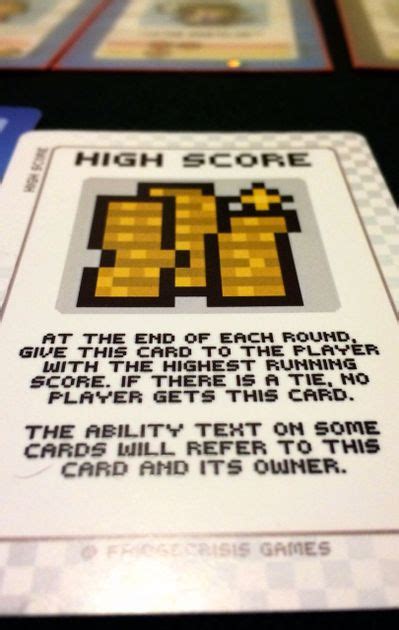 HIGH SCORE
HIGH SCORE
AT THE END OF EACH ROUND,
GIVE THIS CARD TO THE PLAYER
WITH THE HIGHEST RUNNING
SCORE. IF THERE IS A TIE, NO
PLAYER GETS THIS CARD.
THE ABILITY TEXT ON SOME
CARDS WILL REFER TO THIS
CARD AND ITS OWNER.
© FRIDGECRISIS GAMES